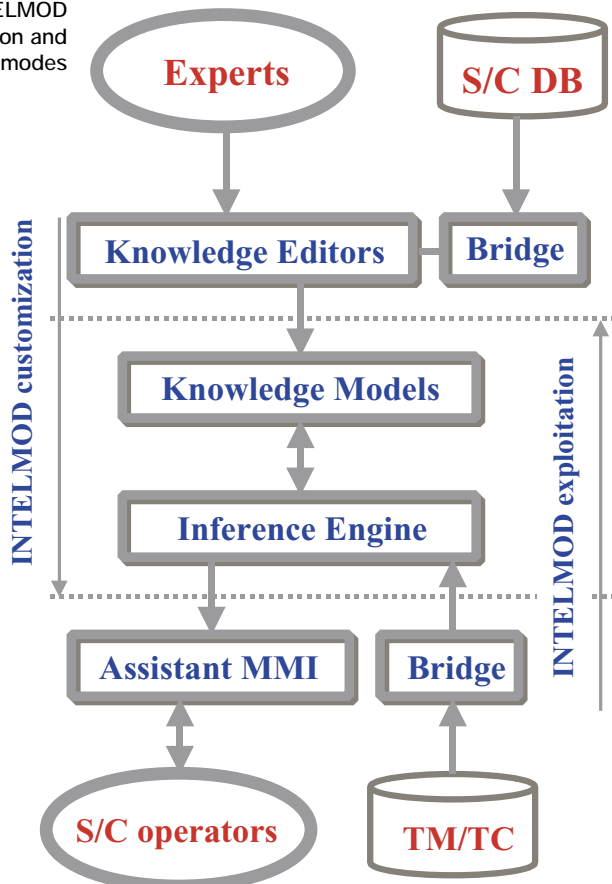 ELMOD
on and
modes
Experts
S/C DB
Knowledge Editors
Bridge
INTELMOD customization
Knowledge Models
INTELMOD exploitation
Inference Engine
Assistant MMI
Bridge
S/C operators
TM/TC